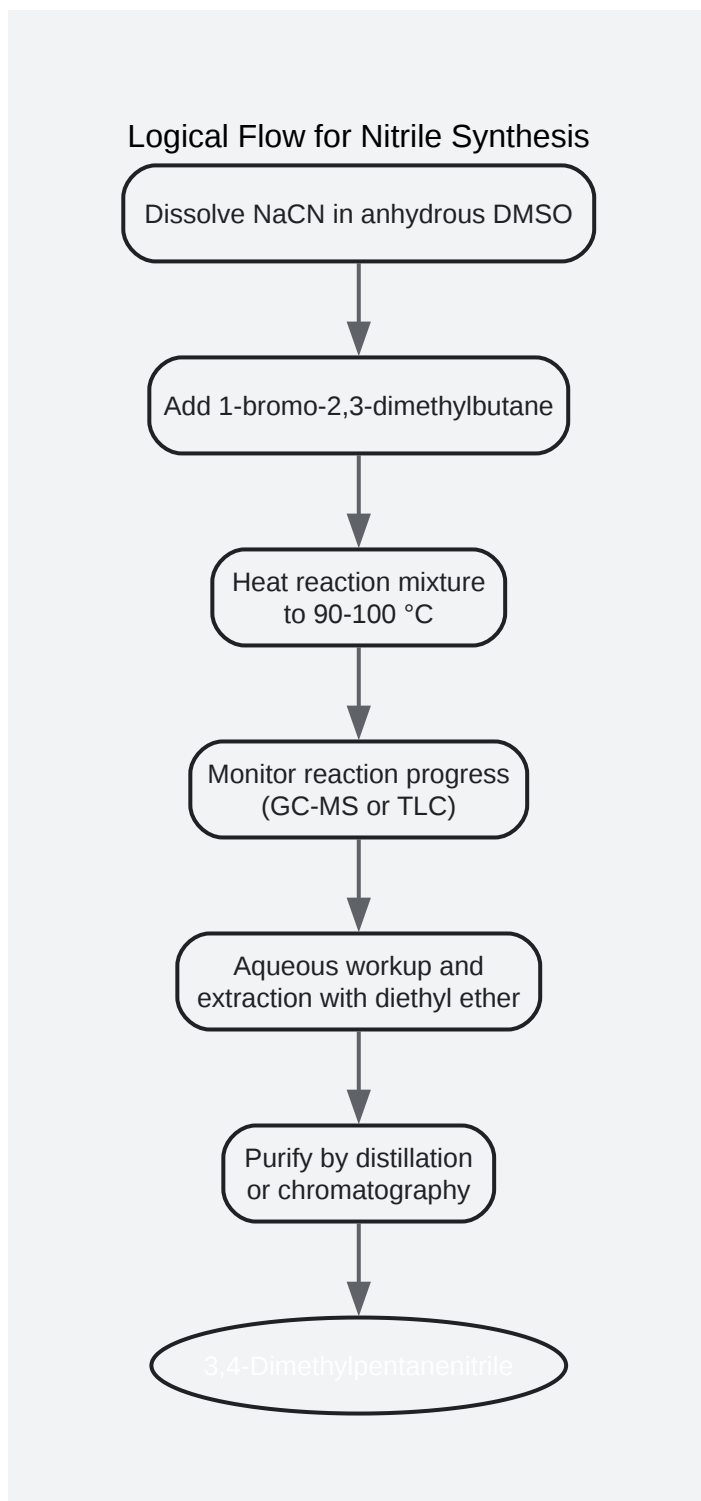 Logical Flow for Nitrile Synthesis
Dissolve NaCN in anhydrous DMSO
Add 1-bromo-2,3-dimethylbutane
Heat reaction mixture
to 90-100 °C
Monitor reaction progress
(GC-MS or TLC)
Aqueous workup and
extraction with diethyl ether
Purify by distillation
or chromatography
3,4-Dimethylpentanenitrile